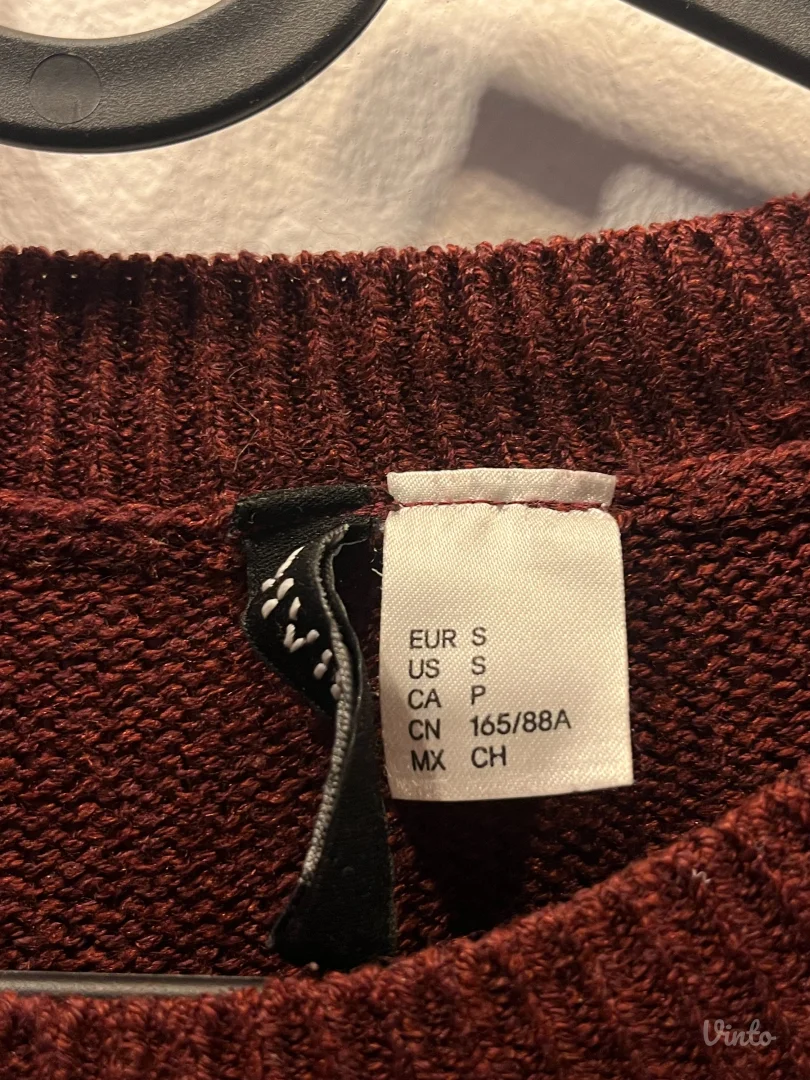 EUR S
US S
CA P
CN 165/88A
MX CH
Vinto